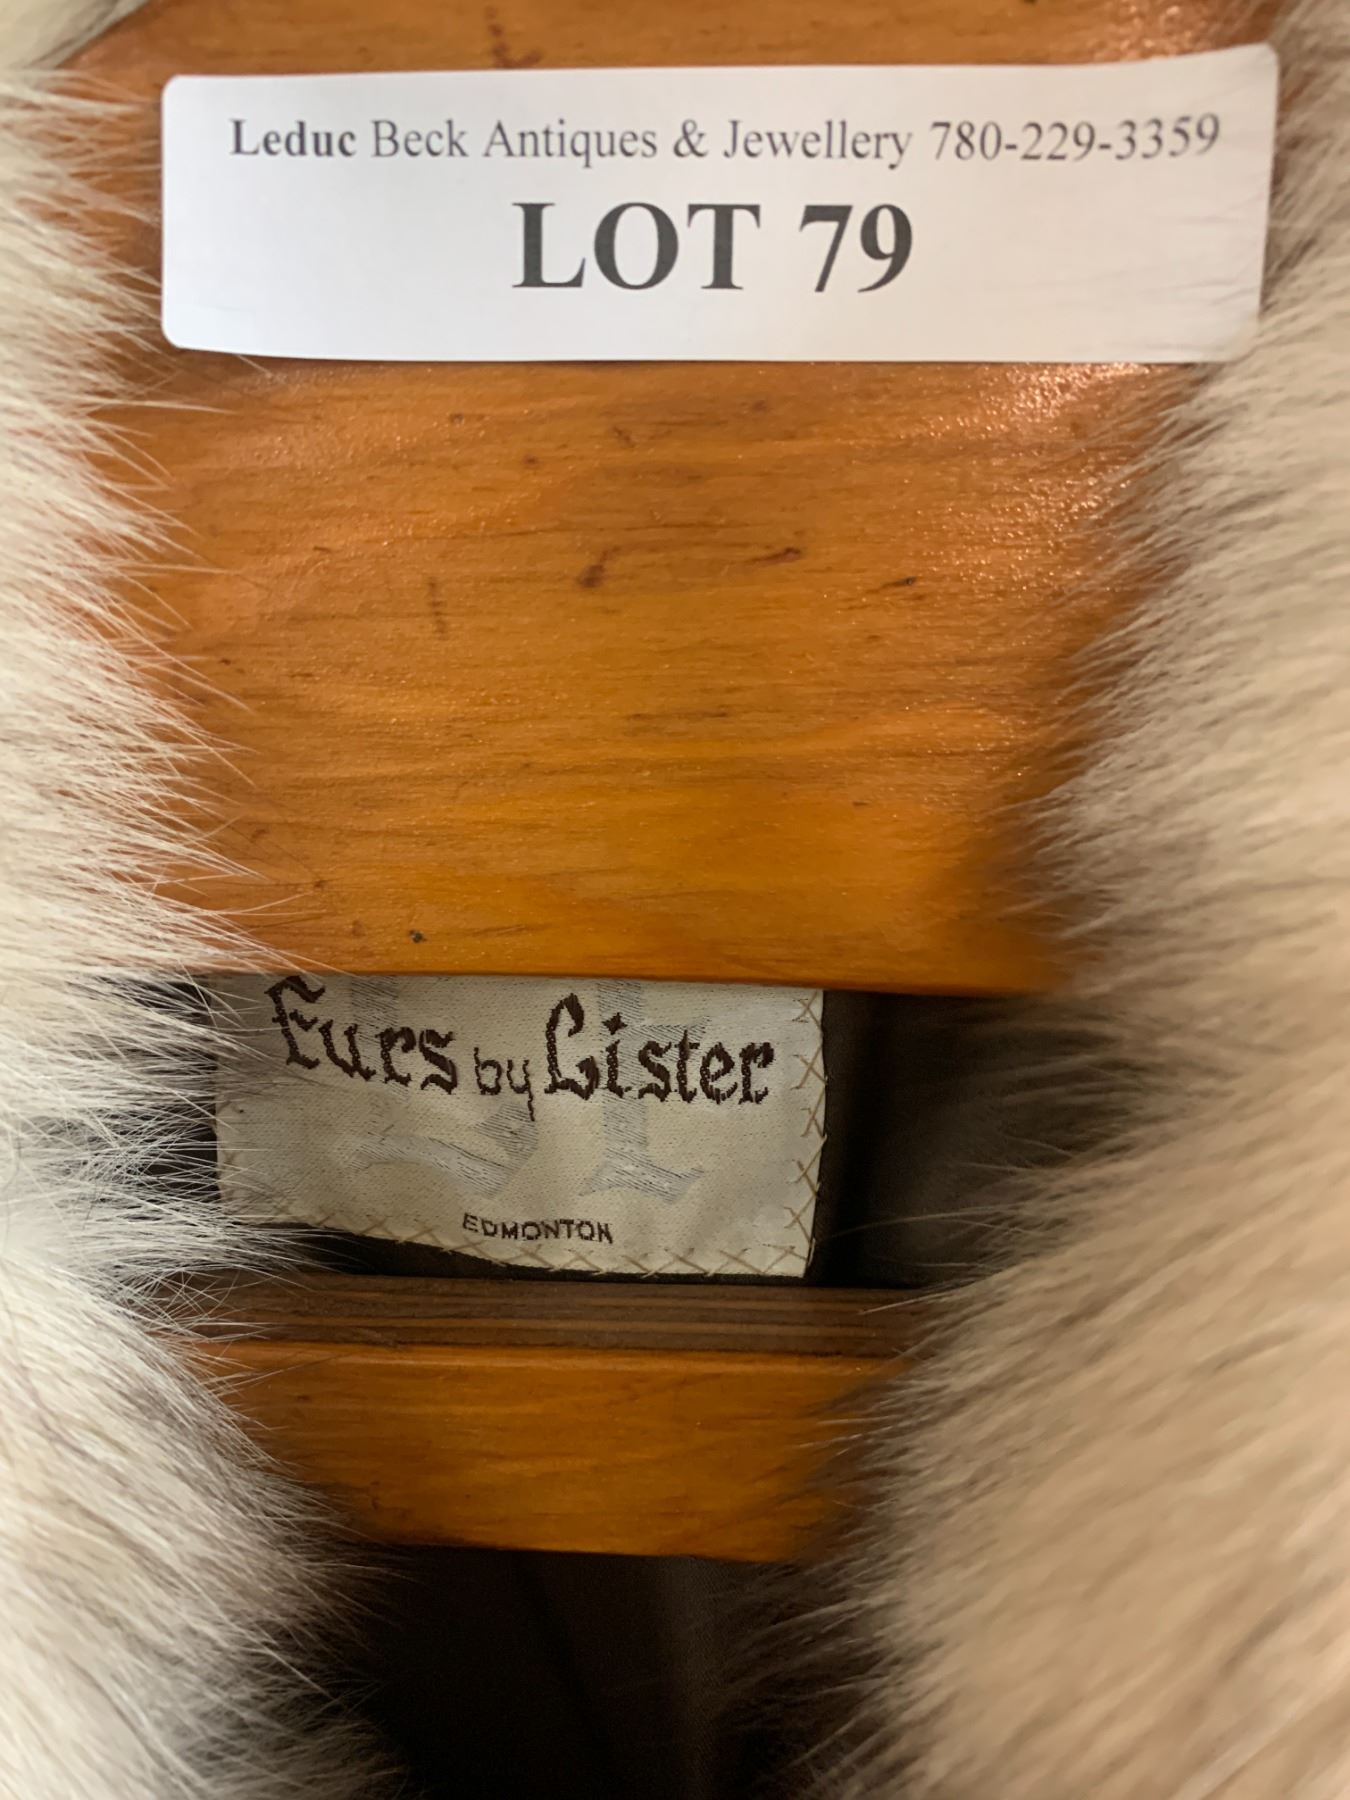 Leduc Beck Antiques & Jewellery 780-229-3359
LOT 79
Furs by Lister
EDMONTON